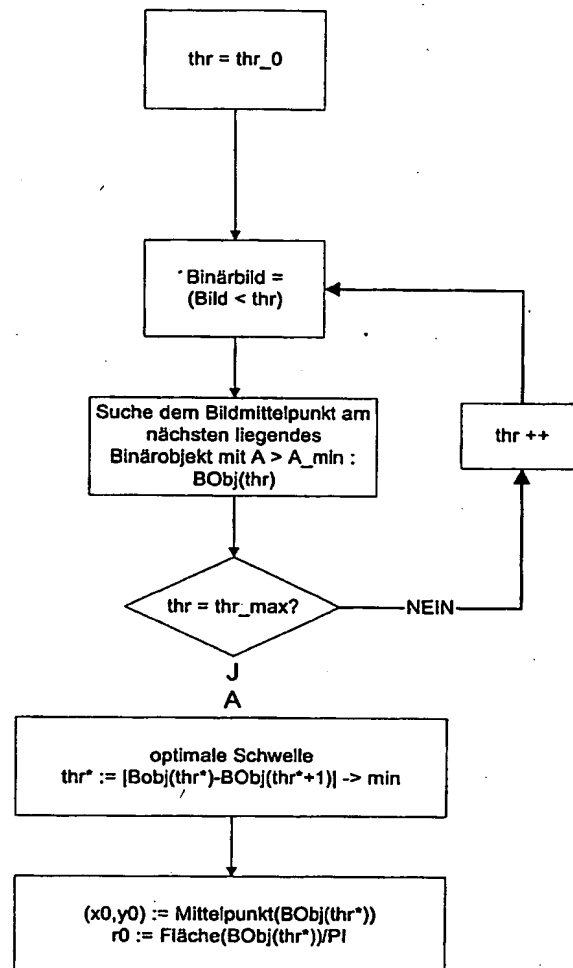 thr = thr_0
Binärbild =
(Bild < thr)
Suche dem Bildmittelpunkt am
nächsten liegendes
Binärobjekt mit A > A_min :
BObj(thr)
thr ++
thr = thr_max?
NEIN
J
A
optimale Schwelle
thr* := |Bobj(thr*)-BObj(thr*+1)| -> min
(x0,y0) := Mittelpunkt(BObj(thr*))
r0 := Fläche(BObj(thr*))/PI